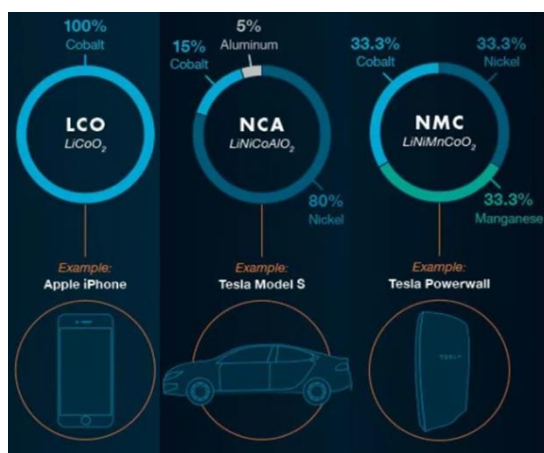 100%
Cobalt
LCO
LiCoO₂
Example:
Apple iPhone
5%
Aluminum
15%
Cobalt
NCA
LiNiCoAlO₂
80%
Nickel
Example:
Tesla Model S
33.3%
Cobalt
33.3%
Nickel
NMC
LiNiMnCoO₂
33.3%
Manganese
Example:
Tesla Powerwall
TESLA